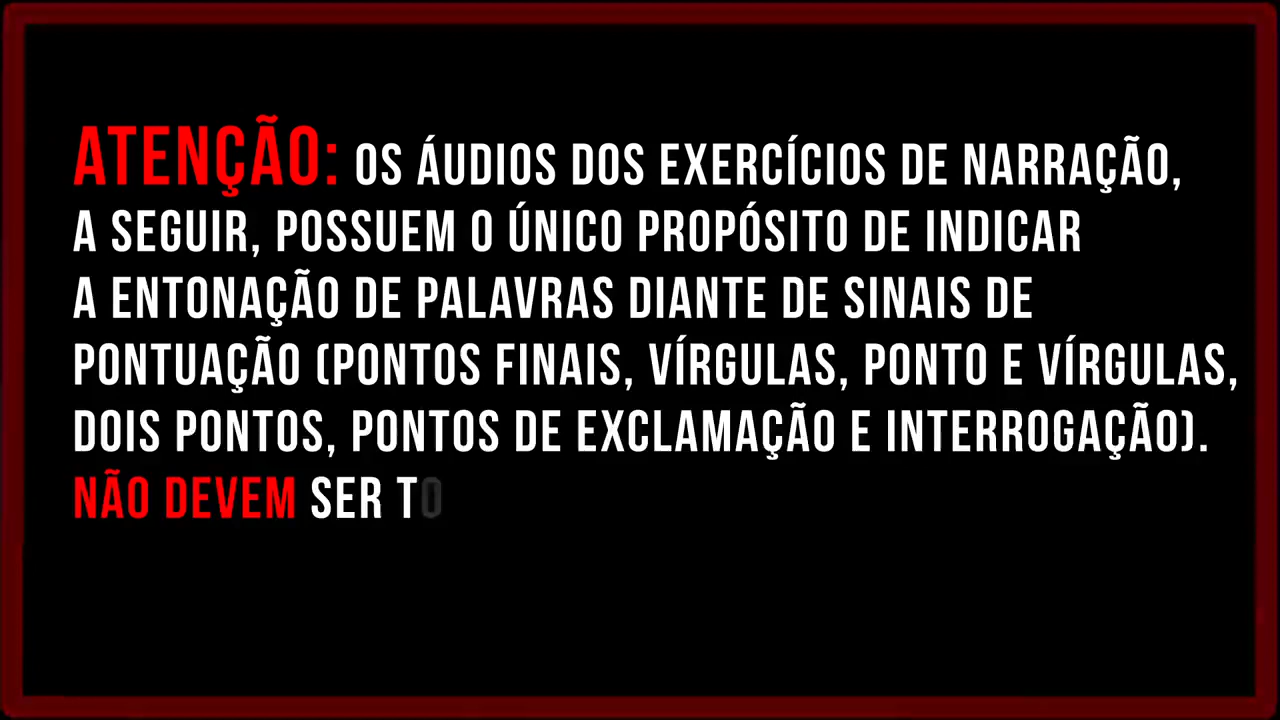 ATENÇÃO: OS ÁUDIOS DOS EXERCÍCIOS DE NARRAÇÃO,
A SEGUIR, POSSUEM O ÚNICO PROPÓSITO DE INDICAR
A ENTONAÇÃO DE PALAVRAS DIANTE DE SINAIS DE
PONTUAÇÃO (PONTOS FINAIS, VÍRGULAS, PONTO E VÍRGULAS,
DOIS PONTOS, PONTOS DE EXCLAMAÇÃO E INTERROGAÇÃO).
NÃO DEVEM SER TO